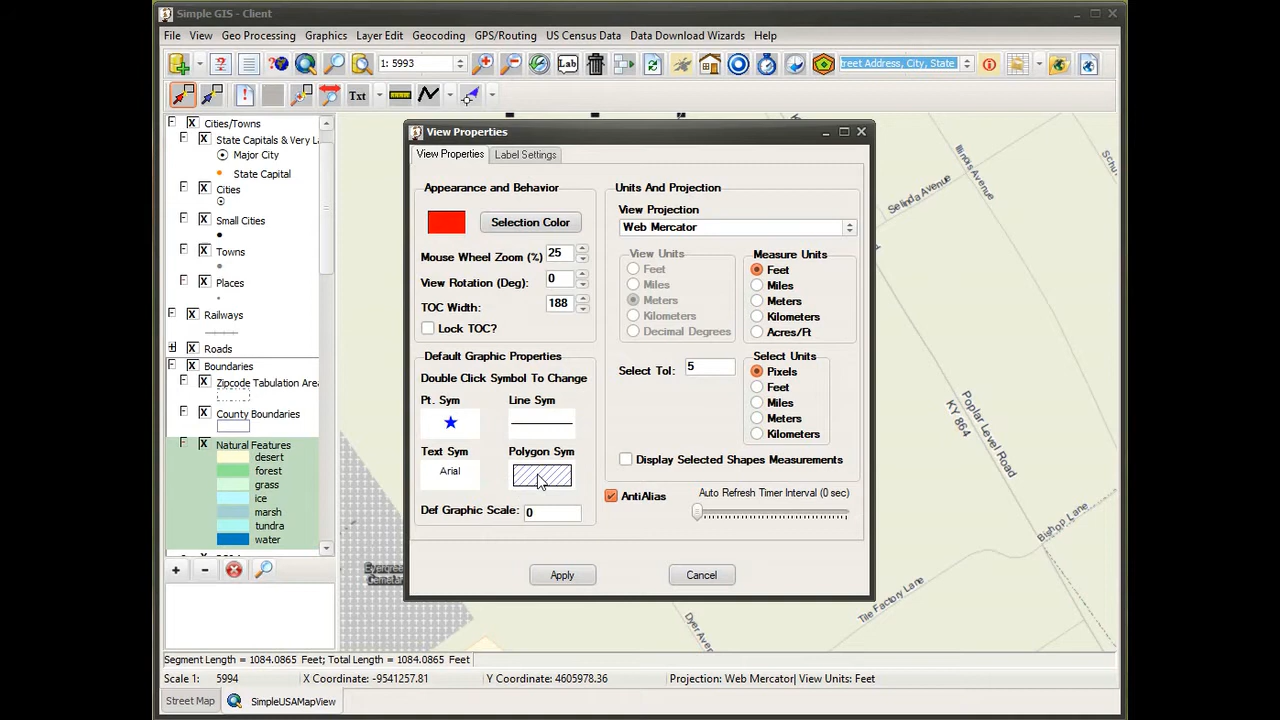 Simple GIS - Client
File View Geo Processing Graphics Layer Edit Geocoding GPS/Routing US Census Data Data Download Wizards Help
1: 5993
Lab
treet Address, City, State
Txt
Cities/Towns
State Capitals & Very La
Major City
State Capital
Cities
Small Cities
Towns
Places
Railways
Roads
Boundaries
Zipcode Tabulation Area
County Boundaries
Natural Features
desert
forest
grass
ice
marsh
tundra
water
View Properties
View Properties Label Settings
Appearance and Behavior
Selection Color
Mouse Wheel Zoom (%) 25
View Rotation (Deg): 0
TOC Width: 188
Lock TOC?
Default Graphic Properties
Double Click Symbol To Change
Pt. Sym Line Sym
Text Sym Polygon Sym
Arial
Def Graphic Scale: 0
Units And Projection
View Projection
Web Mercator
View Units
Feet
Miles
Meters
Kilometers
Decimal Degrees
Measure Units
Feet
Miles
Meters
Kilometers
Acres/Ft
Select Tol: 5
Select Units
Pixels
Feet
Miles
Meters
Kilometers
Display Selected Shapes Measurements
AntiAlias
Auto Refresh Timer Interval (0 sec)
Apply Cancel
Illinois Avenue
Selinda Avenue
Poplar Level Road
KY 864
Bishop Lane
Tile Factory Lane
Dyer Aven
Segment Length = 1084.0865 Feet; Total Length = 1084.0865 Feet
Scale 1: 5994 X Coordinate: -9541257.81 Y Coordinate: 4605978.36 Projection: Web Mercator| View Units: Feet
Street Map SimpleUSAMapView